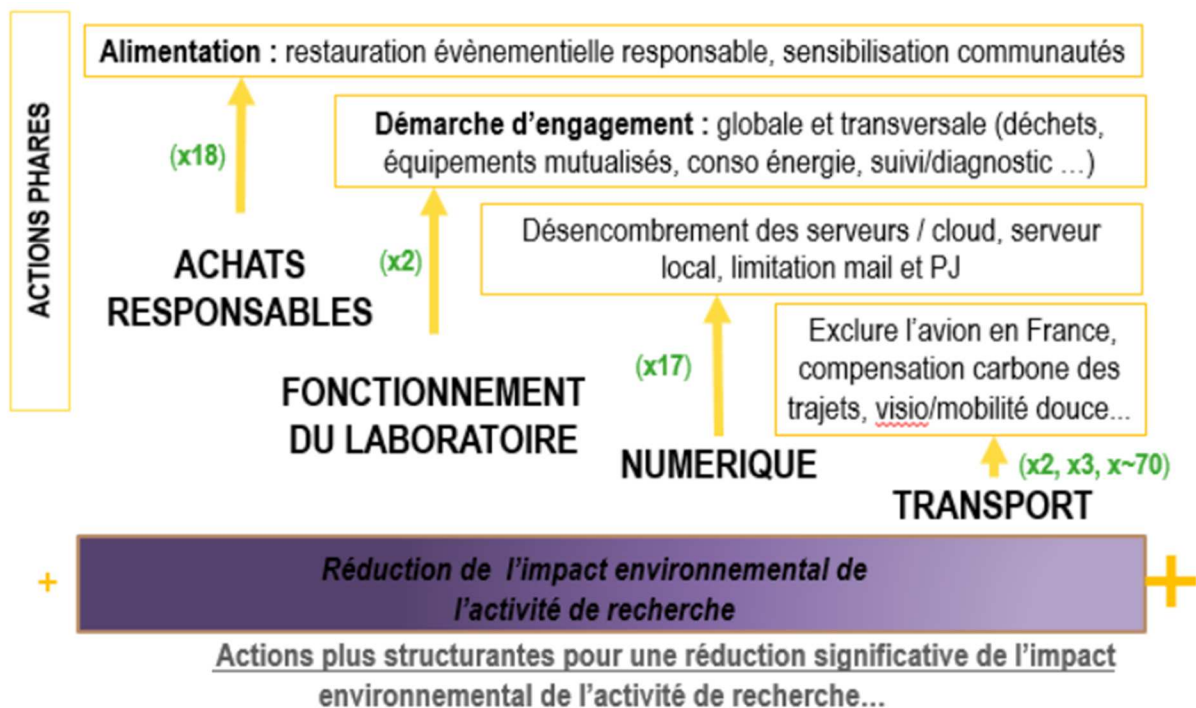 ACTIONS PHARES
Alimentation : restauration évènementielle responsable, sensibilisation communautés
(x18)
Démarche d'engagement : globale et transversale (déchets,
équipements mutualisés, conso énergie, suivi/diagnostic …)
ACHATS
RESPONSABLES
(x2)
Désencombrement des serveurs / cloud, serveur
local, limitation mail et PJ
FONCTIONNEMENT
DU LABORATOIRE
(x17)
Exclure l'avion en France,
compensation carbone des
trajets, visio/mobilité douce...
NUMERIQUE
(x2, x3, x~70)
TRANSPORT
+
Réduction de l'impact environnemental de
l'activité de recherche
+
Actions plus structurantes pour une réduction significative de l'impact
environnemental de l'activité de recherche…